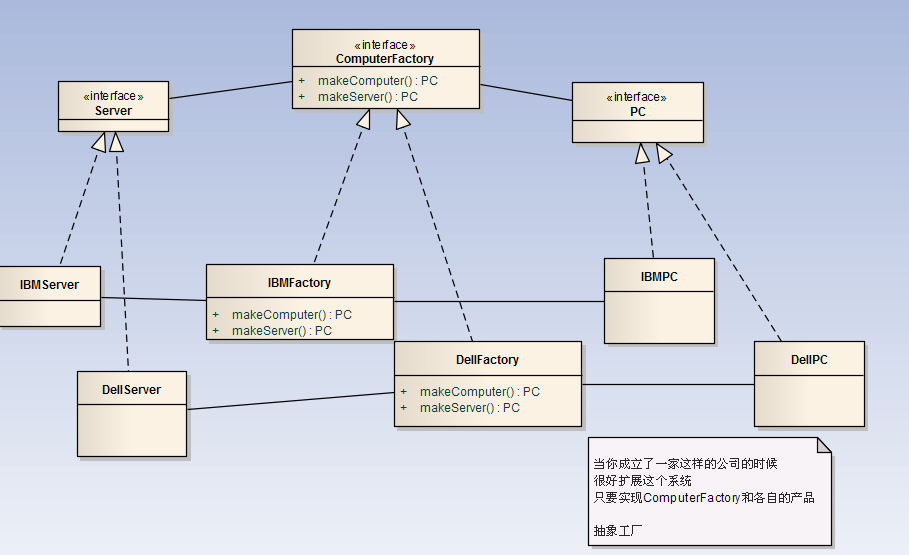 «interface»
ComputerFactory
+ makeComputer() : PC
+ makeServer() : PC
«interface»
Server
«interface»
PC
IBMServer
IBMFactory
+ makeComputer() : PC
+ makeServer() : PC
IBMPC
DellServer
DellFactory
+ makeComputer() : PC
+ makeServer() : PC
DellPC
当你成立了一家这样的公司的时候
很好扩展这个系统
只要实现ComputerFactory和各自的产品
抽象工厂